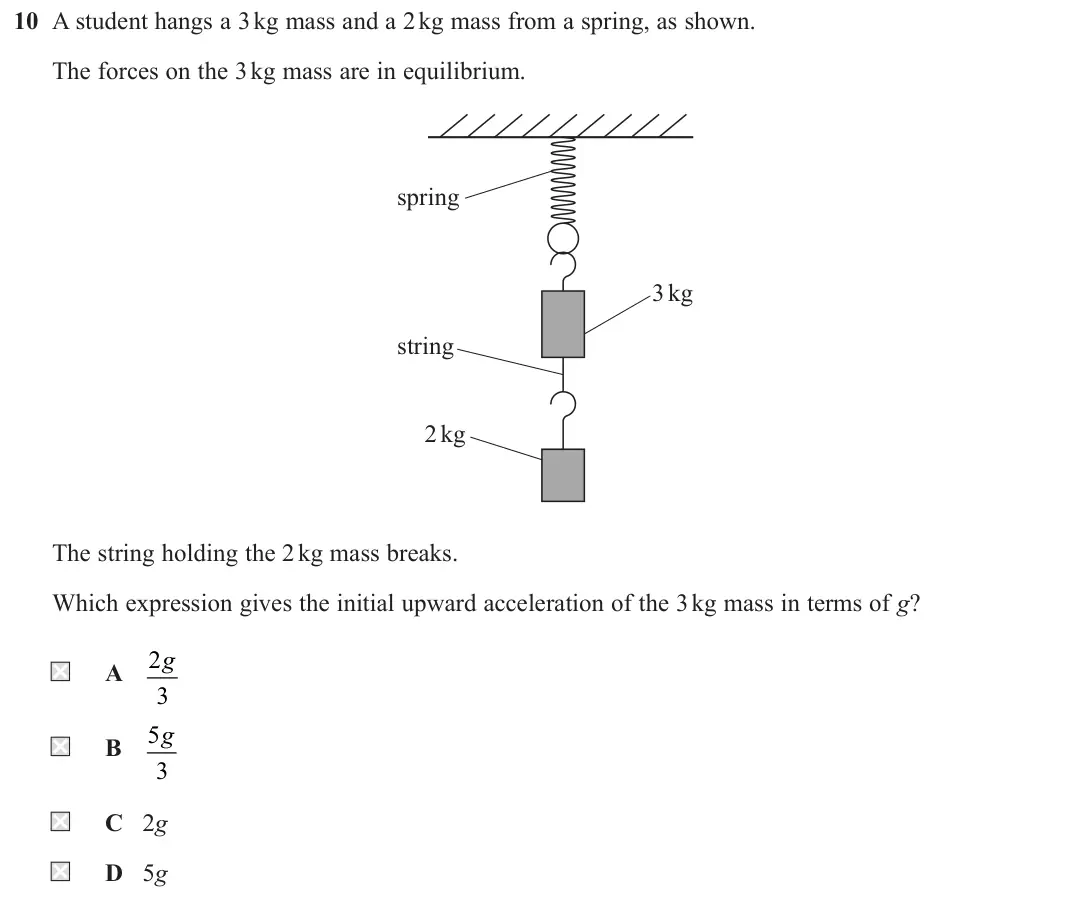 10 A student hangs a 3 kg mass and a 2 kg mass from a spring, as shown.
The forces on the 3 kg mass are in equilibrium.
spring
3 kg
string
2 kg
The string holding the 2 kg mass breaks.
Which expression gives the initial upward acceleration of the 3 kg mass in terms of g?
A 2g/3
B 5g/3
C 2g
D 5g